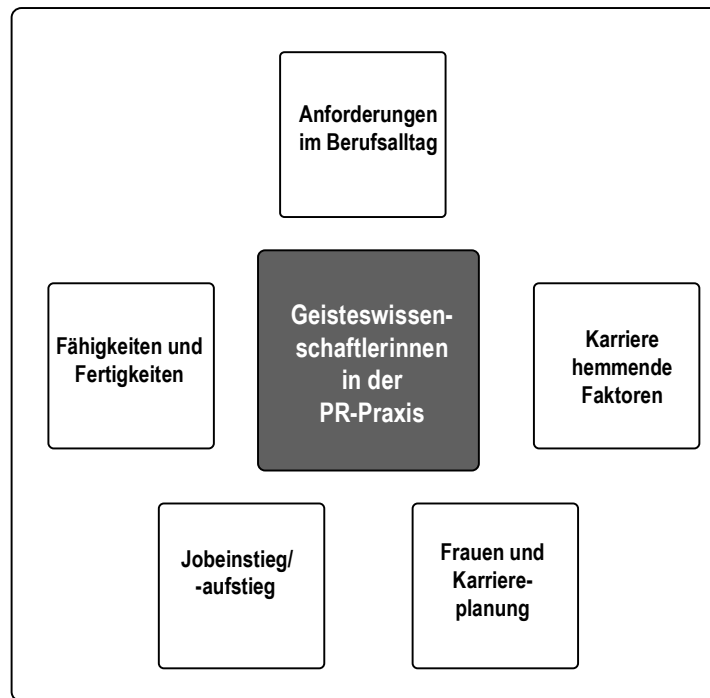 Anforderungen
im Berufsalltag
Geisteswissen-
schaftlerinnen
in der
PR-Praxis
Fähigkeiten und
Fertigkeiten
Karriere
hemmende
Faktoren
Jobeinstieg/
-aufstieg
Frauen und
Karriere-
planung